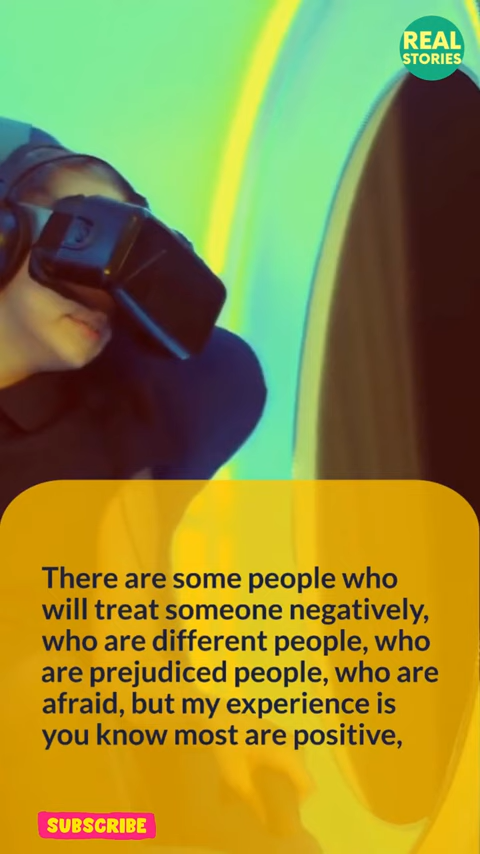 REAL
STORIES
There are some people who
will treat someone negatively,
who are different people, who
are prejudiced people, who are
afraid, but my experience is
you know most are positive,
SUBSCRIBE